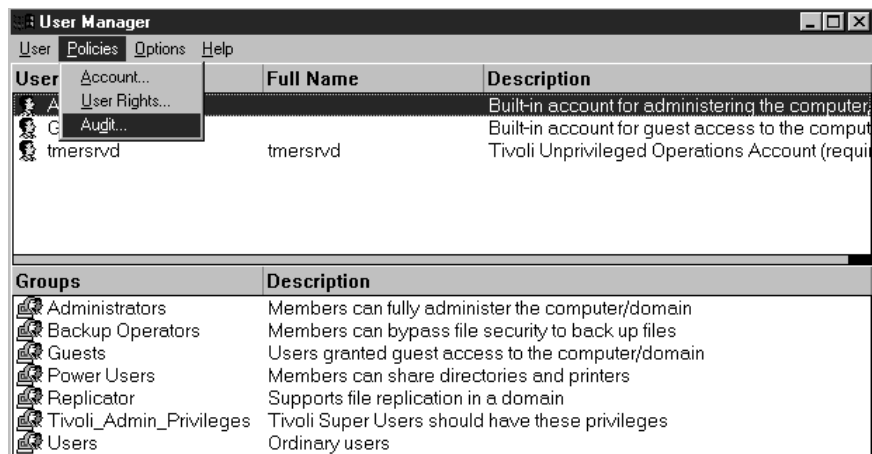 User Manager
User Policies Options Help
User Full Name Description
Account...
User Rights...
Audit...
A Built-in account for administering the computer
G Built-in account for guest access to the comput
tmersrvd tmersrvd Tivoli Unprivileged Operations Account (requi
Groups Description
Administrators Members can fully administer the computer/domain
Backup Operators Members can bypass file security to back up files
Guests Users granted guest access to the computer/domain
Power Users Members can share directories and printers
Replicator Supports file replication in a domain
Tivoli_Admin_Privileges Tivoli Super Users should have these privileges
Users Ordinary users